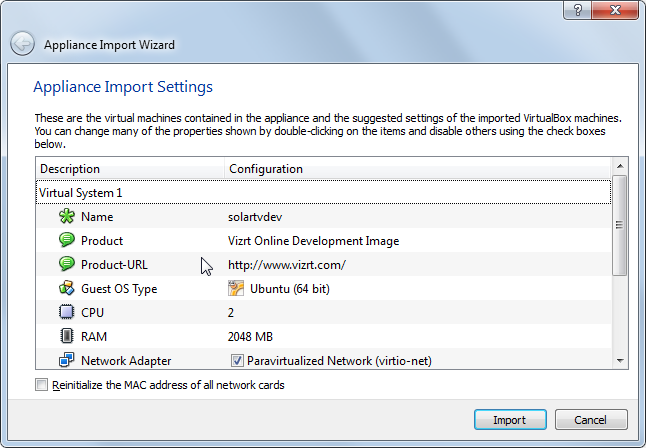 Appliance Import Wizard
Appliance Import Settings
These are the virtual machines contained in the appliance and the suggested settings of the imported VirtualBox machines.
You can change many of the properties shown by double-clicking on the items and disable others using the check boxes
below.
Description Configuration
Virtual System 1
Name solartvdev
Product Vizrt Online Development Image
Product-URL http://www.vizrt.com/
Guest OS Type Ubuntu (64 bit)
CPU 2
RAM 2048 MB
Network Adapter Paravirtualized Network (virtio-net)
Reinitialize the MAC address of all network cards
Import Cancel